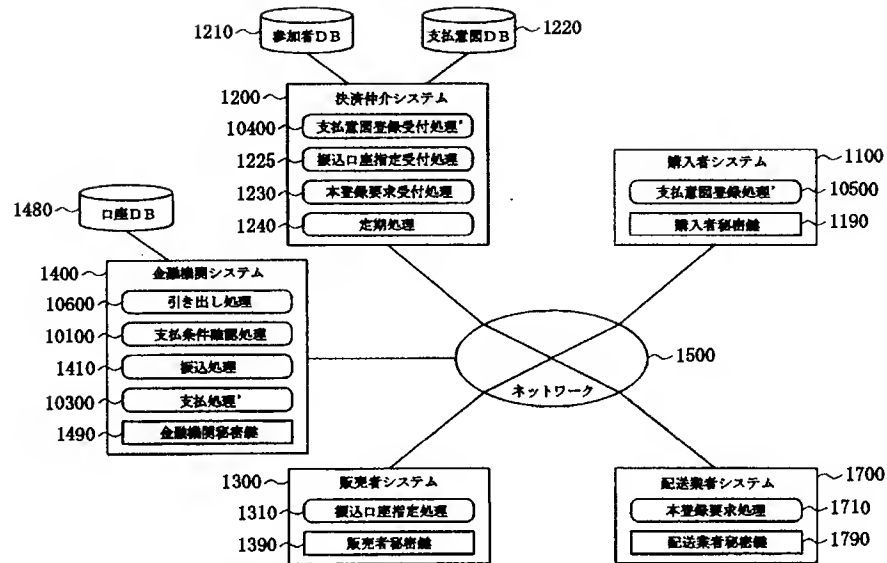 1210
参加者DB
支払意図DB
1220
1200
決済仲介システム
10400
支払意図登録受付処理'
1225
振込口座指定受付処理
1230
本登録要求受付処理
1240
定期処理
1100
購入者システム
支払意図登録処理'
10500
購入者秘密鍵
1190
1480
口座DB
1400
金融機関システム
10600
引き出し処理
10100
支払条件確認処理
1410
振込処理
10300
支払処理'
1490
金融機関秘密鍵
ネットワーク
1500
1300
販売者システム
1310
振込口座指定処理
1390
販売者秘密鍵
配送業者システム
1700
本登録要求処理
1710
配送業者秘密鍵
1790